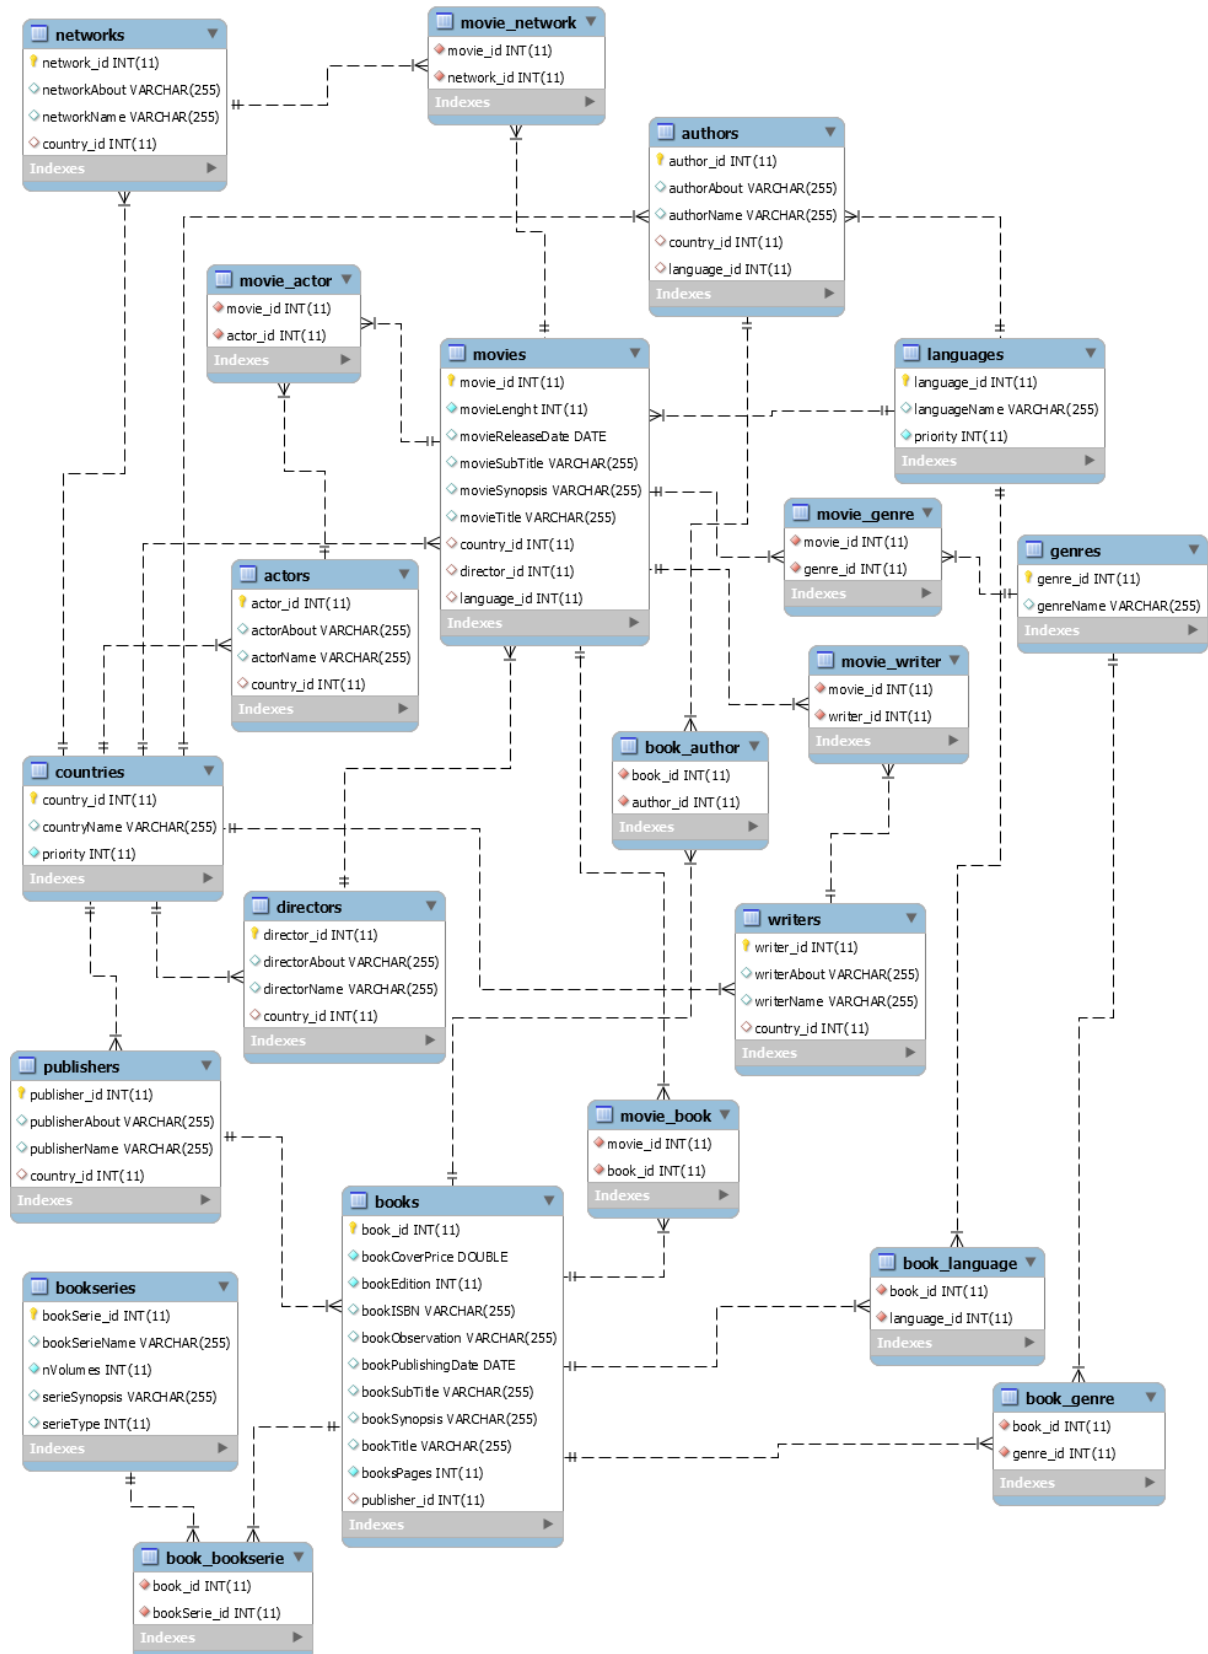 networks
network_id INT(11)
networkAbout VARCHAR(255)
networkName VARCHAR(255)
country_id INT(11)
Indexes
movie_network
movie_id INT(11)
network_id INT(11)
Indexes
authors
author_id INT(11)
authorAbout VARCHAR(255)
authorName VARCHAR(255)
country_id INT(11)
language_id INT(11)
Indexes
movie_actor
movie_id INT(11)
actor_id INT(11)
Indexes
movies
movie_id INT(11)
movieLenght INT(11)
movieReleaseDate DATE
movieSubTitle VARCHAR(255)
movieSynopsis VARCHAR(255)
movieTitle VARCHAR(255)
country_id INT(11)
director_id INT(11)
language_id INT(11)
Indexes
languages
language_id INT(11)
languageName VARCHAR(255)
priority INT(11)
Indexes
movie_genre
movie_id INT(11)
genre_id INT(11)
Indexes
genres
genre_id INT(11)
genreName VARCHAR(255)
Indexes
actors
actor_id INT(11)
actorAbout VARCHAR(255)
actorName VARCHAR(255)
country_id INT(11)
Indexes
movie_writer
movie_id INT(11)
writer_id INT(11)
Indexes
book_author
book_id INT(11)
author_id INT(11)
Indexes
countries
country_id INT(11)
countryName VARCHAR(255)
priority INT(11)
Indexes
directors
director_id INT(11)
directorAbout VARCHAR(255)
directorName VARCHAR(255)
country_id INT(11)
Indexes
writers
writer_id INT(11)
writerAbout VARCHAR(255)
writerName VARCHAR(255)
country_id INT(11)
Indexes
publishers
publisher_id INT(11)
publisherAbout VARCHAR(255)
publisherName VARCHAR(255)
country_id INT(11)
Indexes
movie_book
movie_id INT(11)
book_id INT(11)
Indexes
books
book_id INT(11)
bookCoverPrice DOUBLE
bookEdition INT(11)
bookISBN VARCHAR(255)
bookObservation VARCHAR(255)
bookPublishingDate DATE
bookSubTitle VARCHAR(255)
bookSynopsis VARCHAR(255)
bookTitle VARCHAR(255)
booksPages INT(11)
publisher_id INT(11)
Indexes
book_language
book_id INT(11)
language_id INT(11)
Indexes
bookseries
bookSerie_id INT(11)
bookSerieName VARCHAR(255)
nVolumes INT(11)
serieSynopsis VARCHAR(255)
serieType INT(11)
Indexes
book_genre
book_id INT(11)
genre_id INT(11)
Indexes
book_bookserie
book_id INT(11)
bookSerie_id INT(11)
Indexes